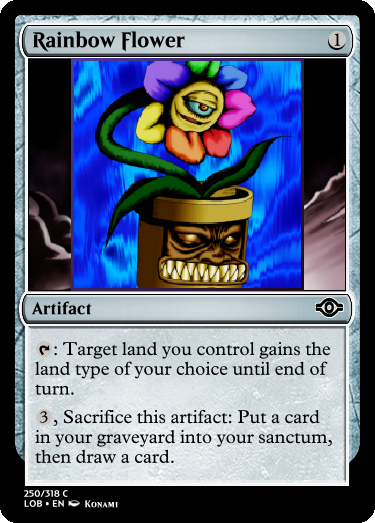 Rainbow Flower 1
Artifact
: Target land you control gains the
land type of your choice until end of
turn.
3, Sacrifice this artifact: Put a card
in your graveyard into your sanctum,
then draw a card.
250/318 C
LOB • EN Konami